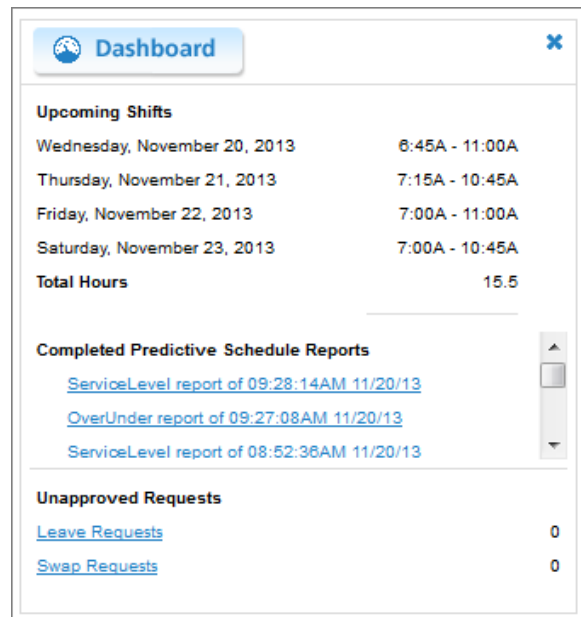 Dashboard
Upcoming Shifts
Wednesday, November 20, 2013 6:45A - 11:00A
Thursday, November 21, 2013 7:15A - 10:45A
Friday, November 22, 2013 7:00A - 11:00A
Saturday, November 23, 2013 7:00A - 10:45A
Total Hours 15.5
Completed Predictive Schedule Reports
ServiceLevel report of 09:28:14AM 11/20/13
OverUnder report of 09:27:08AM 11/20/13
ServiceLevel report of 08:52:36AM 11/20/13
Unapproved Requests
Leave Requests 0
Swap Requests 0